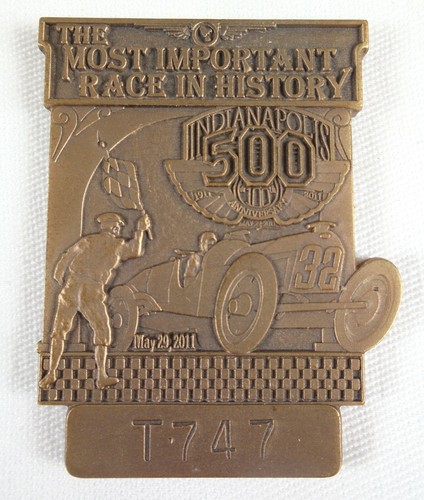 THE
MOST IMPORTANT
RACE IN HISTORY
INDIANAPOLIS
500
1911 2011
ANNIVERSARY
32
May 29, 2011
T747